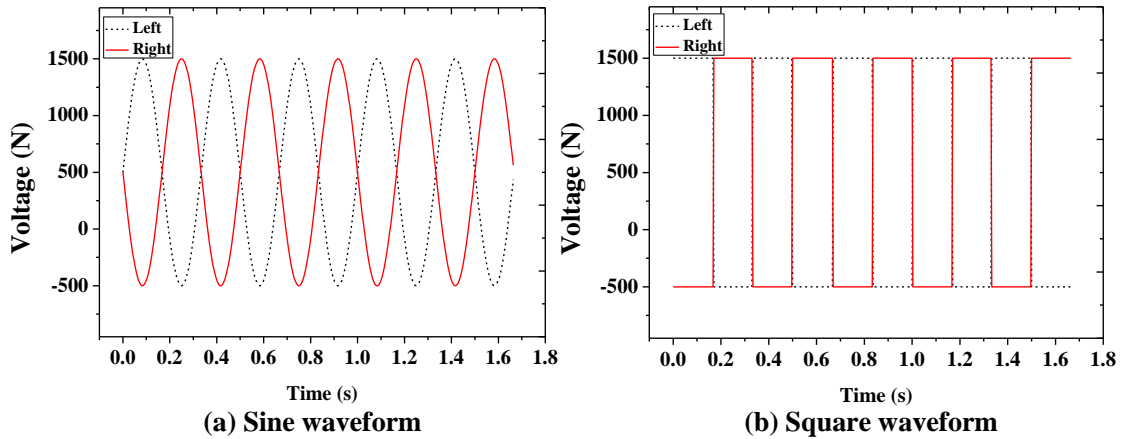 Left
Right
1500
1000
500
0
-500
Voltage (N)
0.0 0.2 0.4 0.6 0.8 1.0 1.2 1.4 1.6 1.8
Time (s)
(a) Sine waveform
Left
Right
1500
1000
500
0
-500
Voltage (N)
0.0 0.2 0.4 0.6 0.8 1.0 1.2 1.4 1.6 1.8
Time (s)
(b) Square waveform